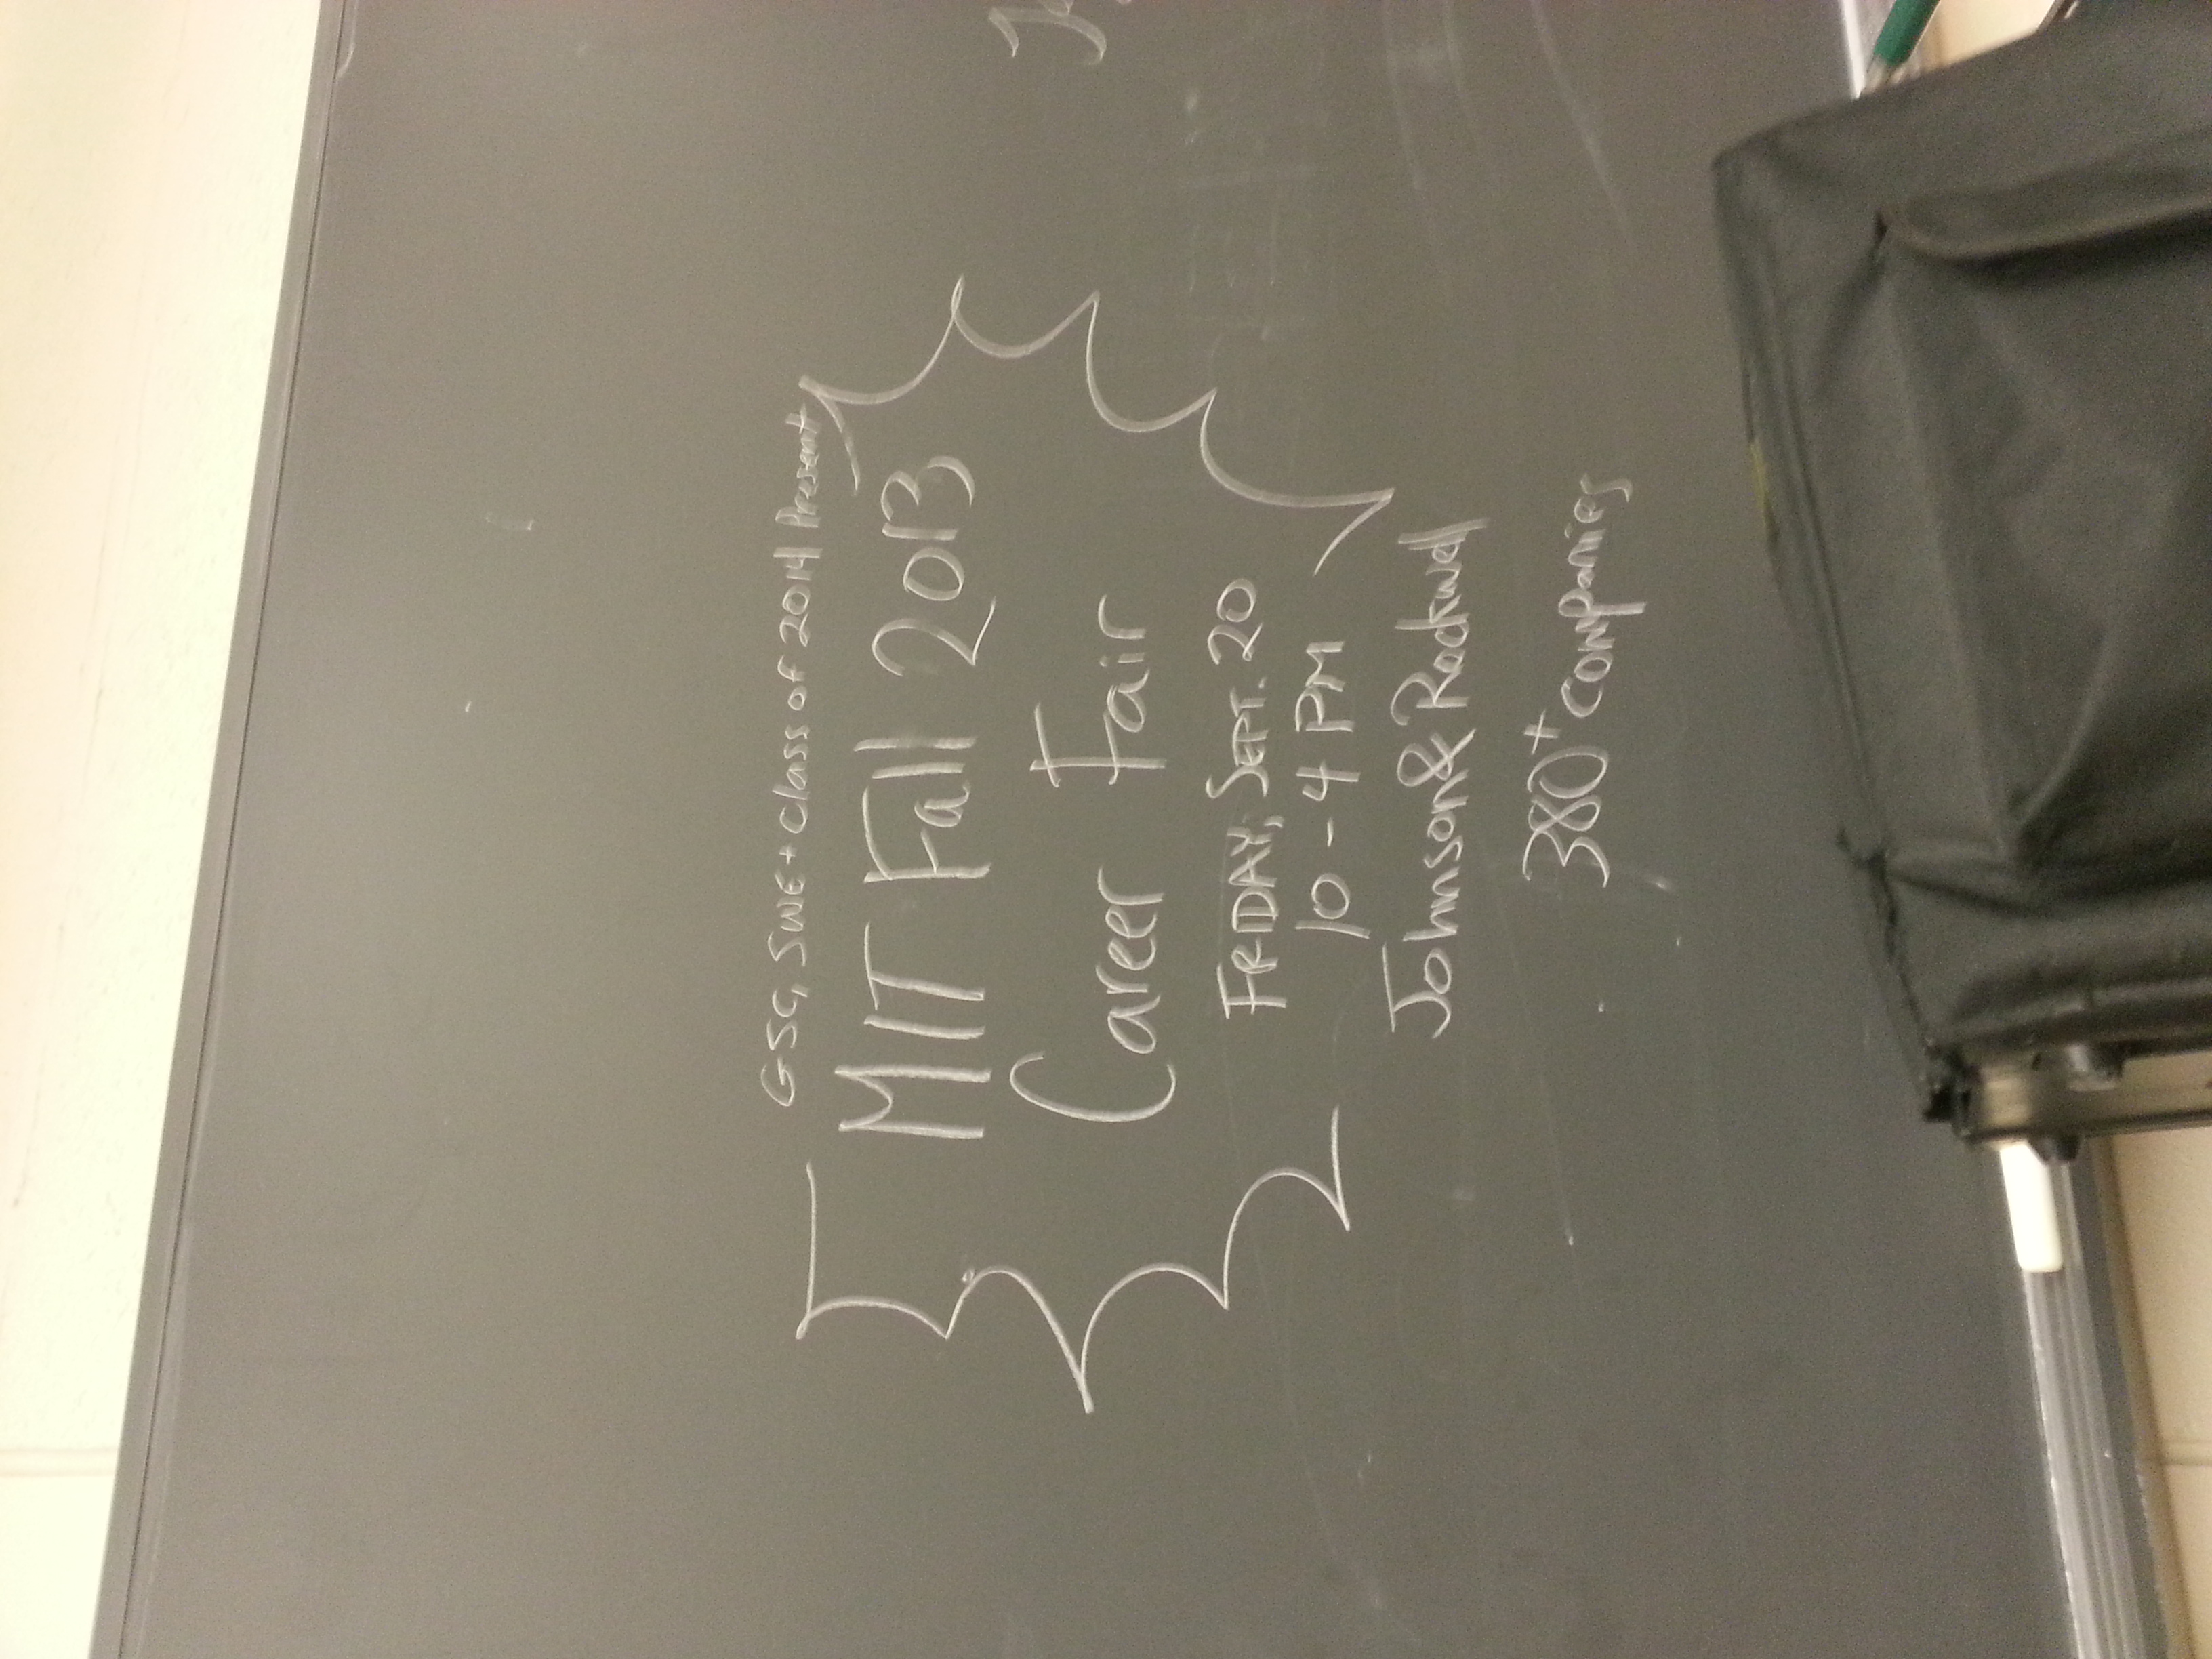 GSC, SWE + Class of 2014 Present
MIT Fall 2013
Career Fair
FRIDAY, SEPT. 20
10 - 4 PM
Johnson & Rockwell
380+ companies